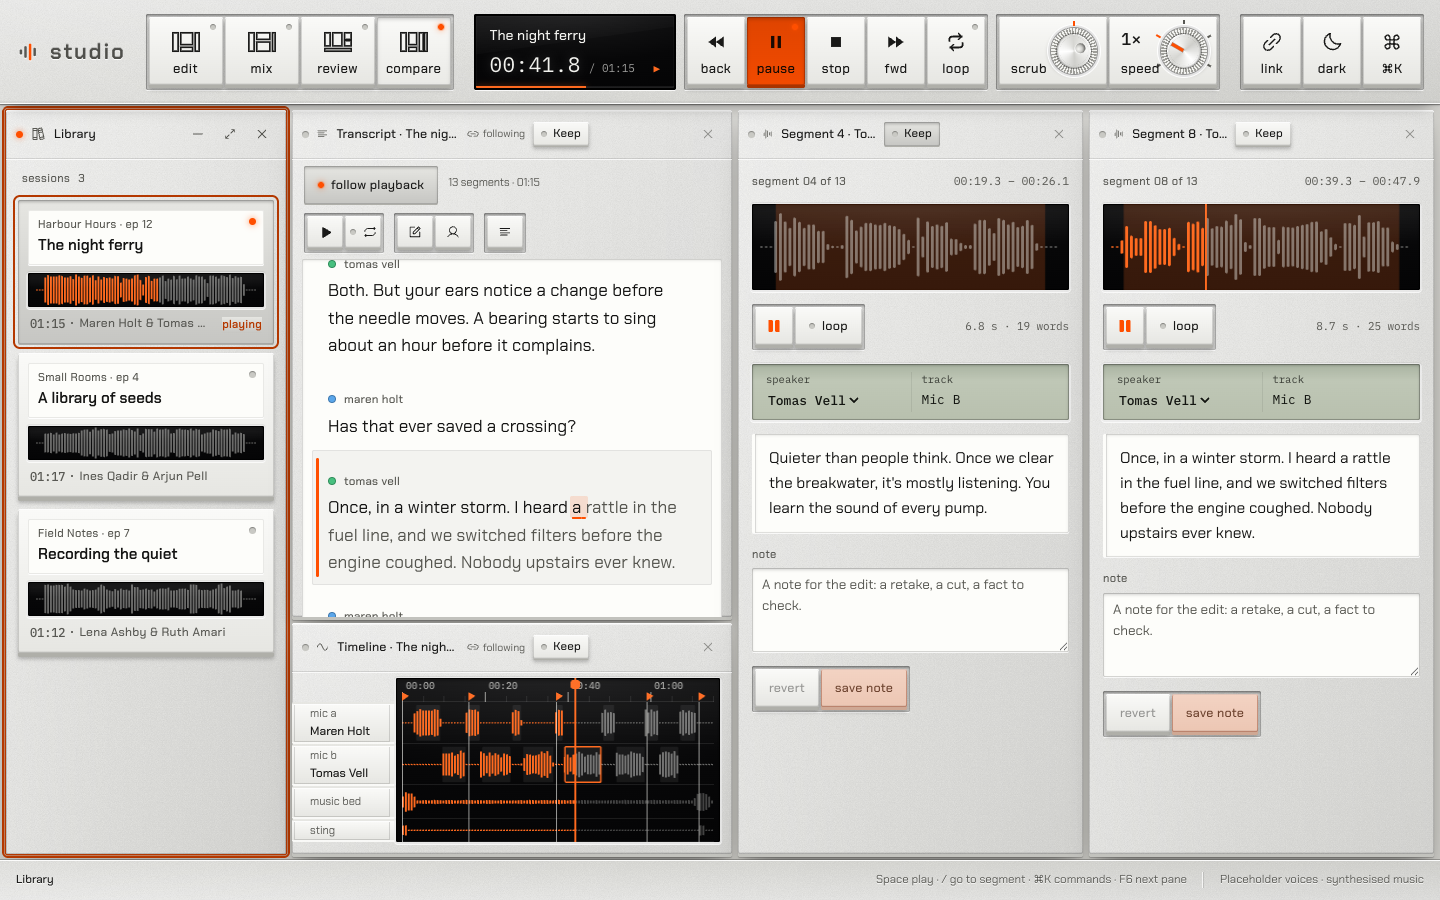 studio
edit
mix
review
compare
The night ferry
00:41.8 / 01:15
back
pause
stop
fwd
loop
scrub
1×
speed
link
dark
⌘K
Library
sessions 3
Harbour Hours · ep 12
The night ferry
01:15 · Maren Holt & Tomas ... playing
Small Rooms · ep 4
A library of seeds
01:17 · Ines Qadir & Arjun Pell
Field Notes · ep 7
Recording the quiet
01:12 · Lena Ashby & Ruth Amari
Transcript · The nig... following Keep
follow playback 13 segments · 01:15
tomas vell
Both. But your ears notice a change before
the needle moves. A bearing starts to sing
about an hour before it complains.
maren holt
Has that ever saved a crossing?
tomas vell
Once, in a winter storm. I heard a rattle in the
fuel line, and we switched filters before the
engine coughed. Nobody upstairs ever knew.
maren holt
Timeline · The nigh... following Keep
00:00 00:20 0:40 01:00
mic a
Maren Holt
mic b
Tomas Vell
music bed
sting
Segment 4 · To... Keep
segment 04 of 13 00:19.3 – 00:26.1
loop 6.8 s · 19 words
speaker track
Tomas Vell Mic B
Quieter than people think. Once we clear
the breakwater, it's mostly listening. You
learn the sound of every pump.
note
A note for the edit: a retake, a cut, a fact to
check.
revert save note
Segment 8 · To... Keep
segment 08 of 13 00:39.3 – 00:47.9
loop 8.7 s · 25 words
speaker track
Tomas Vell Mic B
Once, in a winter storm. I heard a rattle
in the fuel line, and we switched filters
before the engine coughed. Nobody
upstairs ever knew.
note
A note for the edit: a retake, a cut, a fact to
check.
revert save note
Library
Space play · / go to segment · ⌘K commands · F6 next pane
Placeholder voices · synthesised music